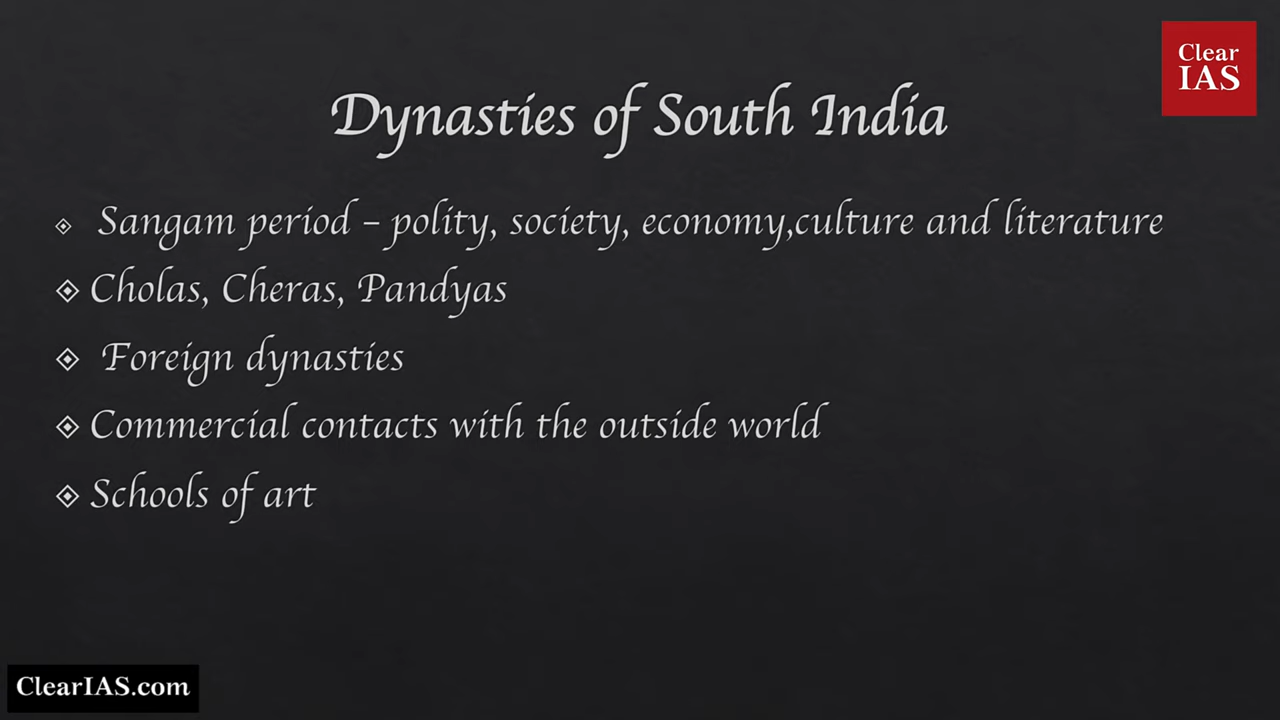 Clear
IAS
Dynasties of South India
Sangam period – polity, society, economy,culture and literature
Cholas, Cheras, Pandyas
Foreign dynasties
Commercial contacts with the outside world
Schools of art
ClearIAS.com